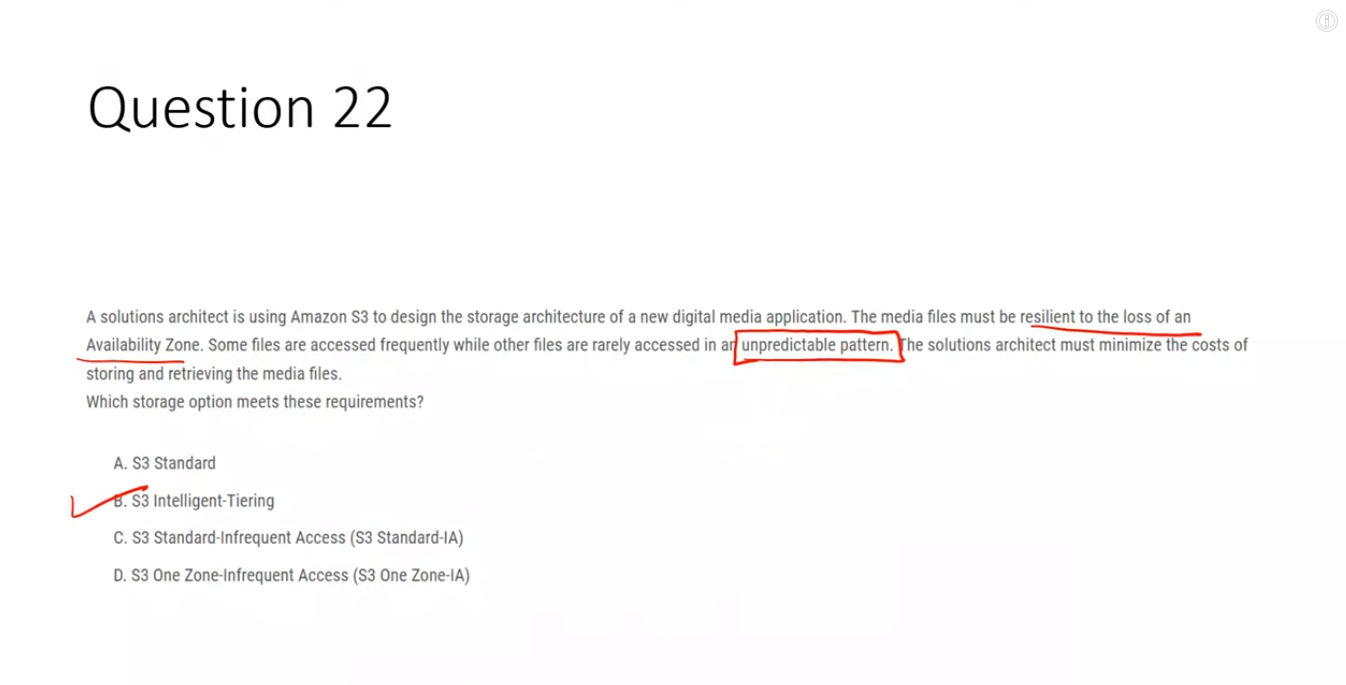 Question 22
A solutions architect is using Amazon S3 to design the storage architecture of a new digital media application. The media files must be resilient to the loss of an
Availability Zone. Some files are accessed frequently while other files are rarely accessed in an unpredictable pattern. The solutions architect must minimize the costs of
storing and retrieving the media files.
Which storage option meets these requirements?
A. S3 Standard
B. S3 Intelligent-Tiering
C. S3 Standard-Infrequent Access (S3 Standard-IA)
D. S3 One Zone-Infrequent Access (S3 One Zone-IA)